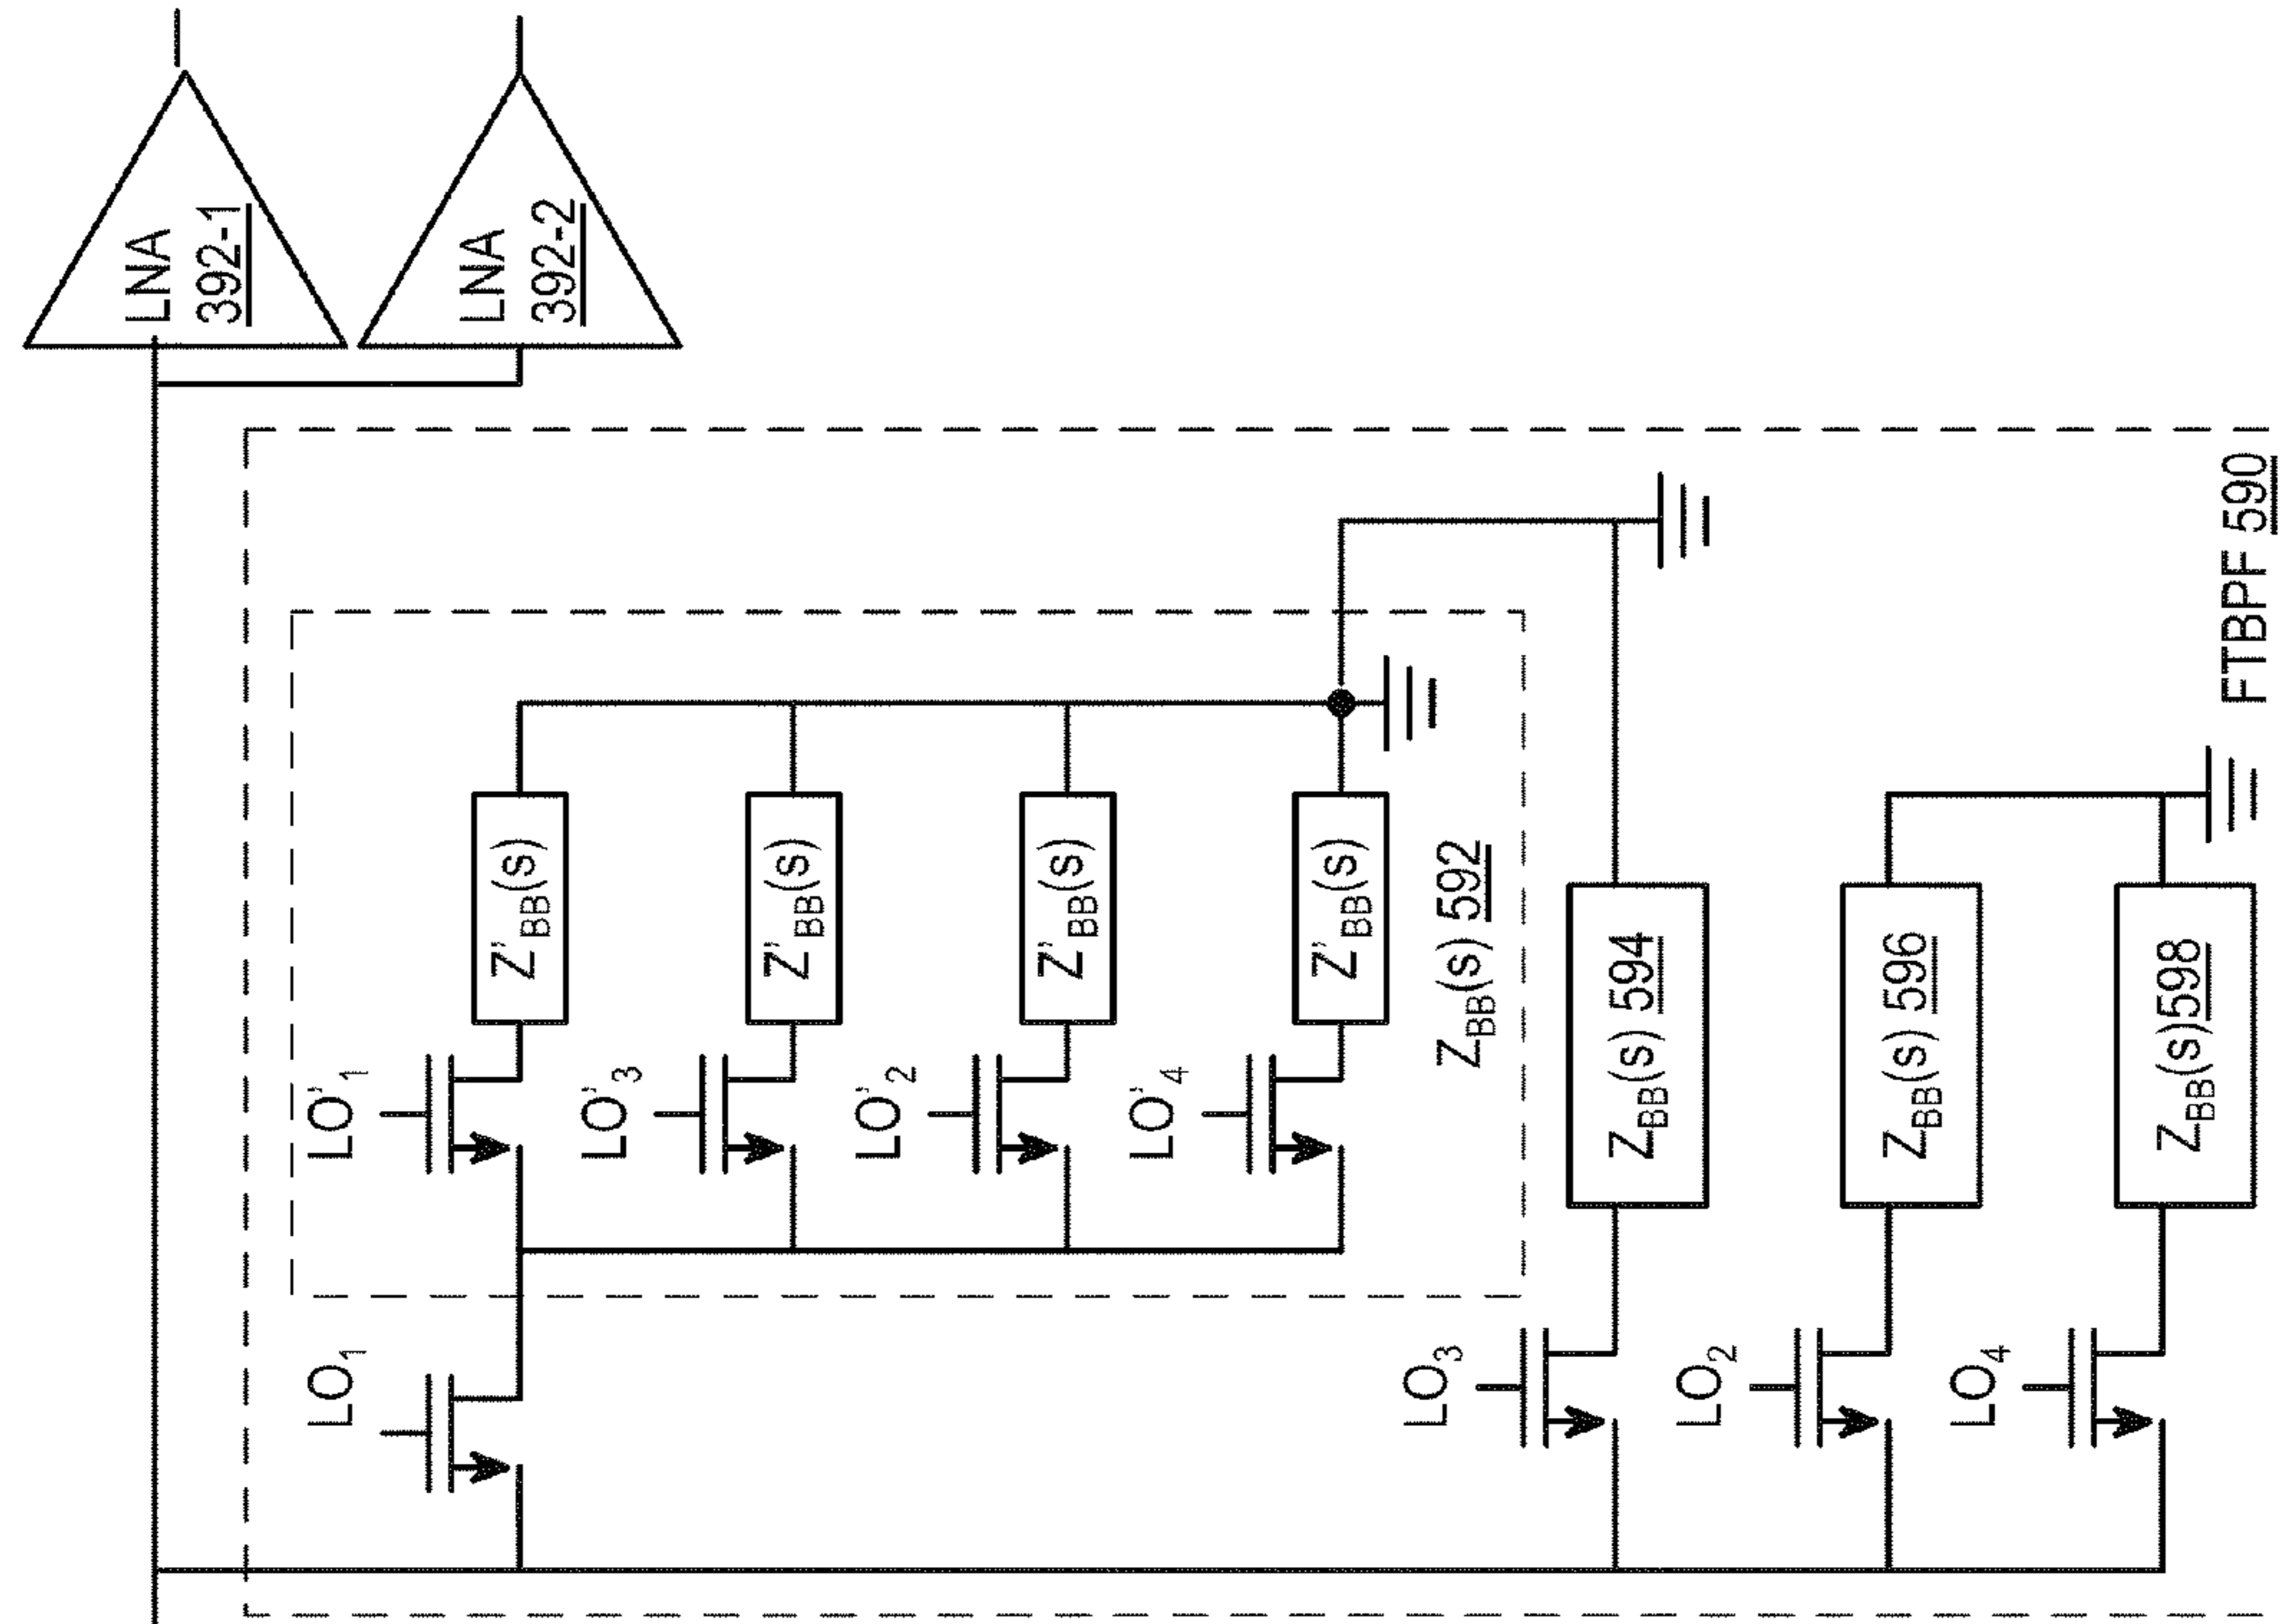 LNA
392-1
LNA
392-2
LO'1
Z'BB(s)
LO'3
Z'BB(s)
LO'2
Z'BB(s)
LO'4
Z'BB(s)
ZBB(s) 592
LO1
LO3
ZBB(s) 594
LO2
ZBB(s) 596
LO4
ZBB(s)598
FTBPF 590